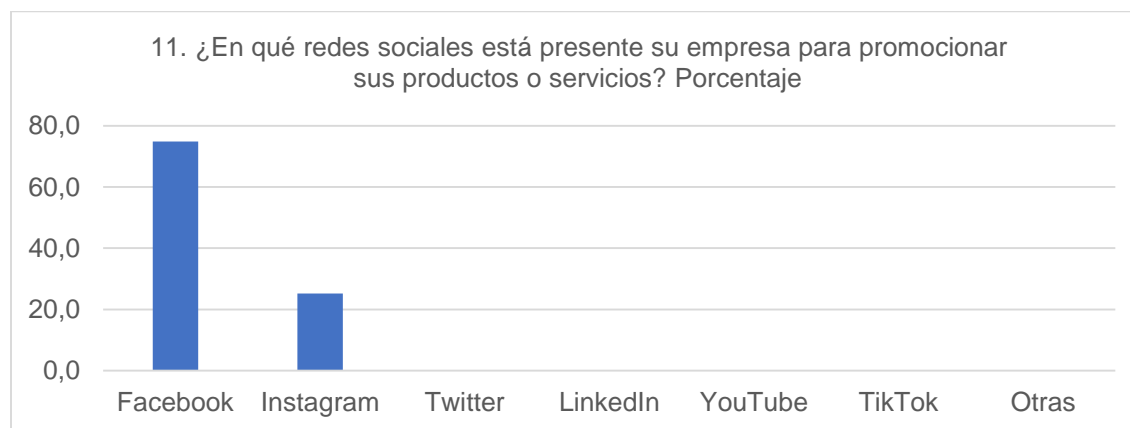 11. ¿En qué redes sociales está presente su empresa para promocionar
sus productos o servicios? Porcentaje
80,0
60,0
40,0
20,0
0,0
Facebook Instagram Twitter LinkedIn YouTube TikTok Otras